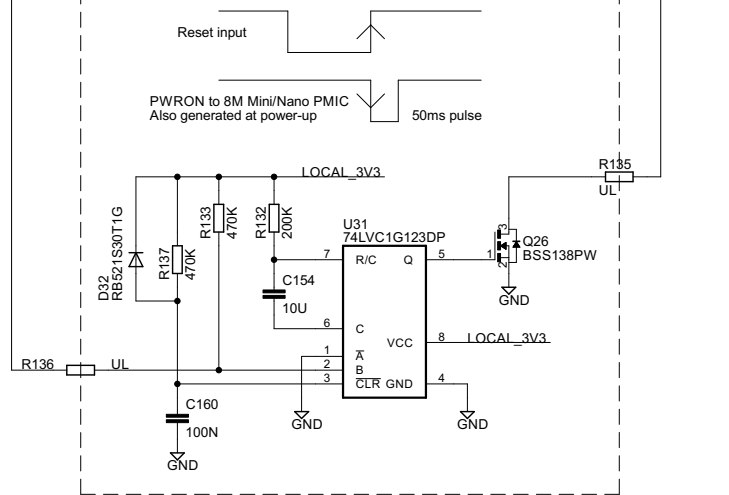 Reset input
PWRON to 8M Mini/Nano PMIC
Also generated at power-up
50ms pulse
R135
UL
LOCAL_3V3
D32
RB521S30T1G
R137
470K
R133
470K
R132
200K
U31
74LVC1G123DP
7
R/C
Q
5
1
3
2
Q26
BSS138PW
GND
C154
10U
6
C
VCC
8
LOCAL_3V3
R136
UL
1
A
2
B
3
CLR
GND
4
C160
100N
GND
GND
GND